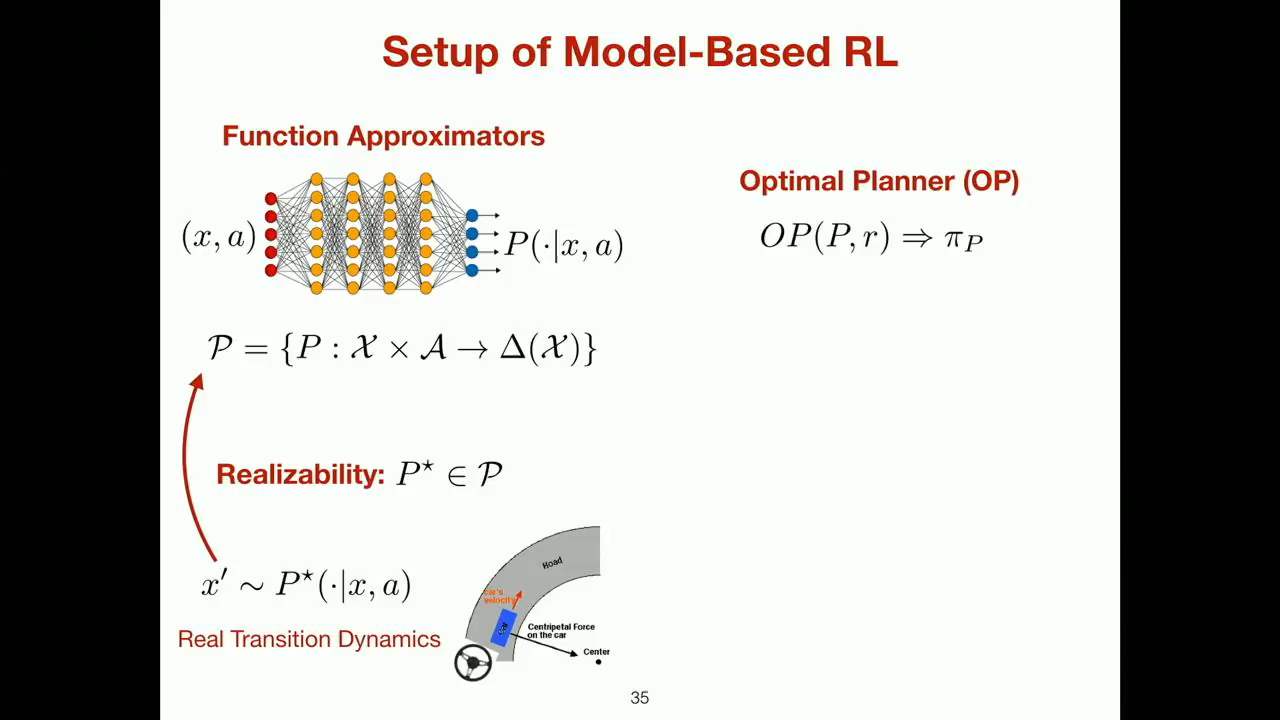 Setup of Model-Based RL
Function Approximators
(x, a)
P(·|x, a)
𝒫 = {P : 𝒳 × 𝒜 → Δ(𝒳)}
Realizability: P⋆ ∈ 𝒫
x′ ∼ P⋆(·|x, a)
Real Transition Dynamics
Road
car's
velocity
Car
Centripetal Force
on the car
Center
Optimal Planner (OP)
OP(P, r) ⇒ π_P
35